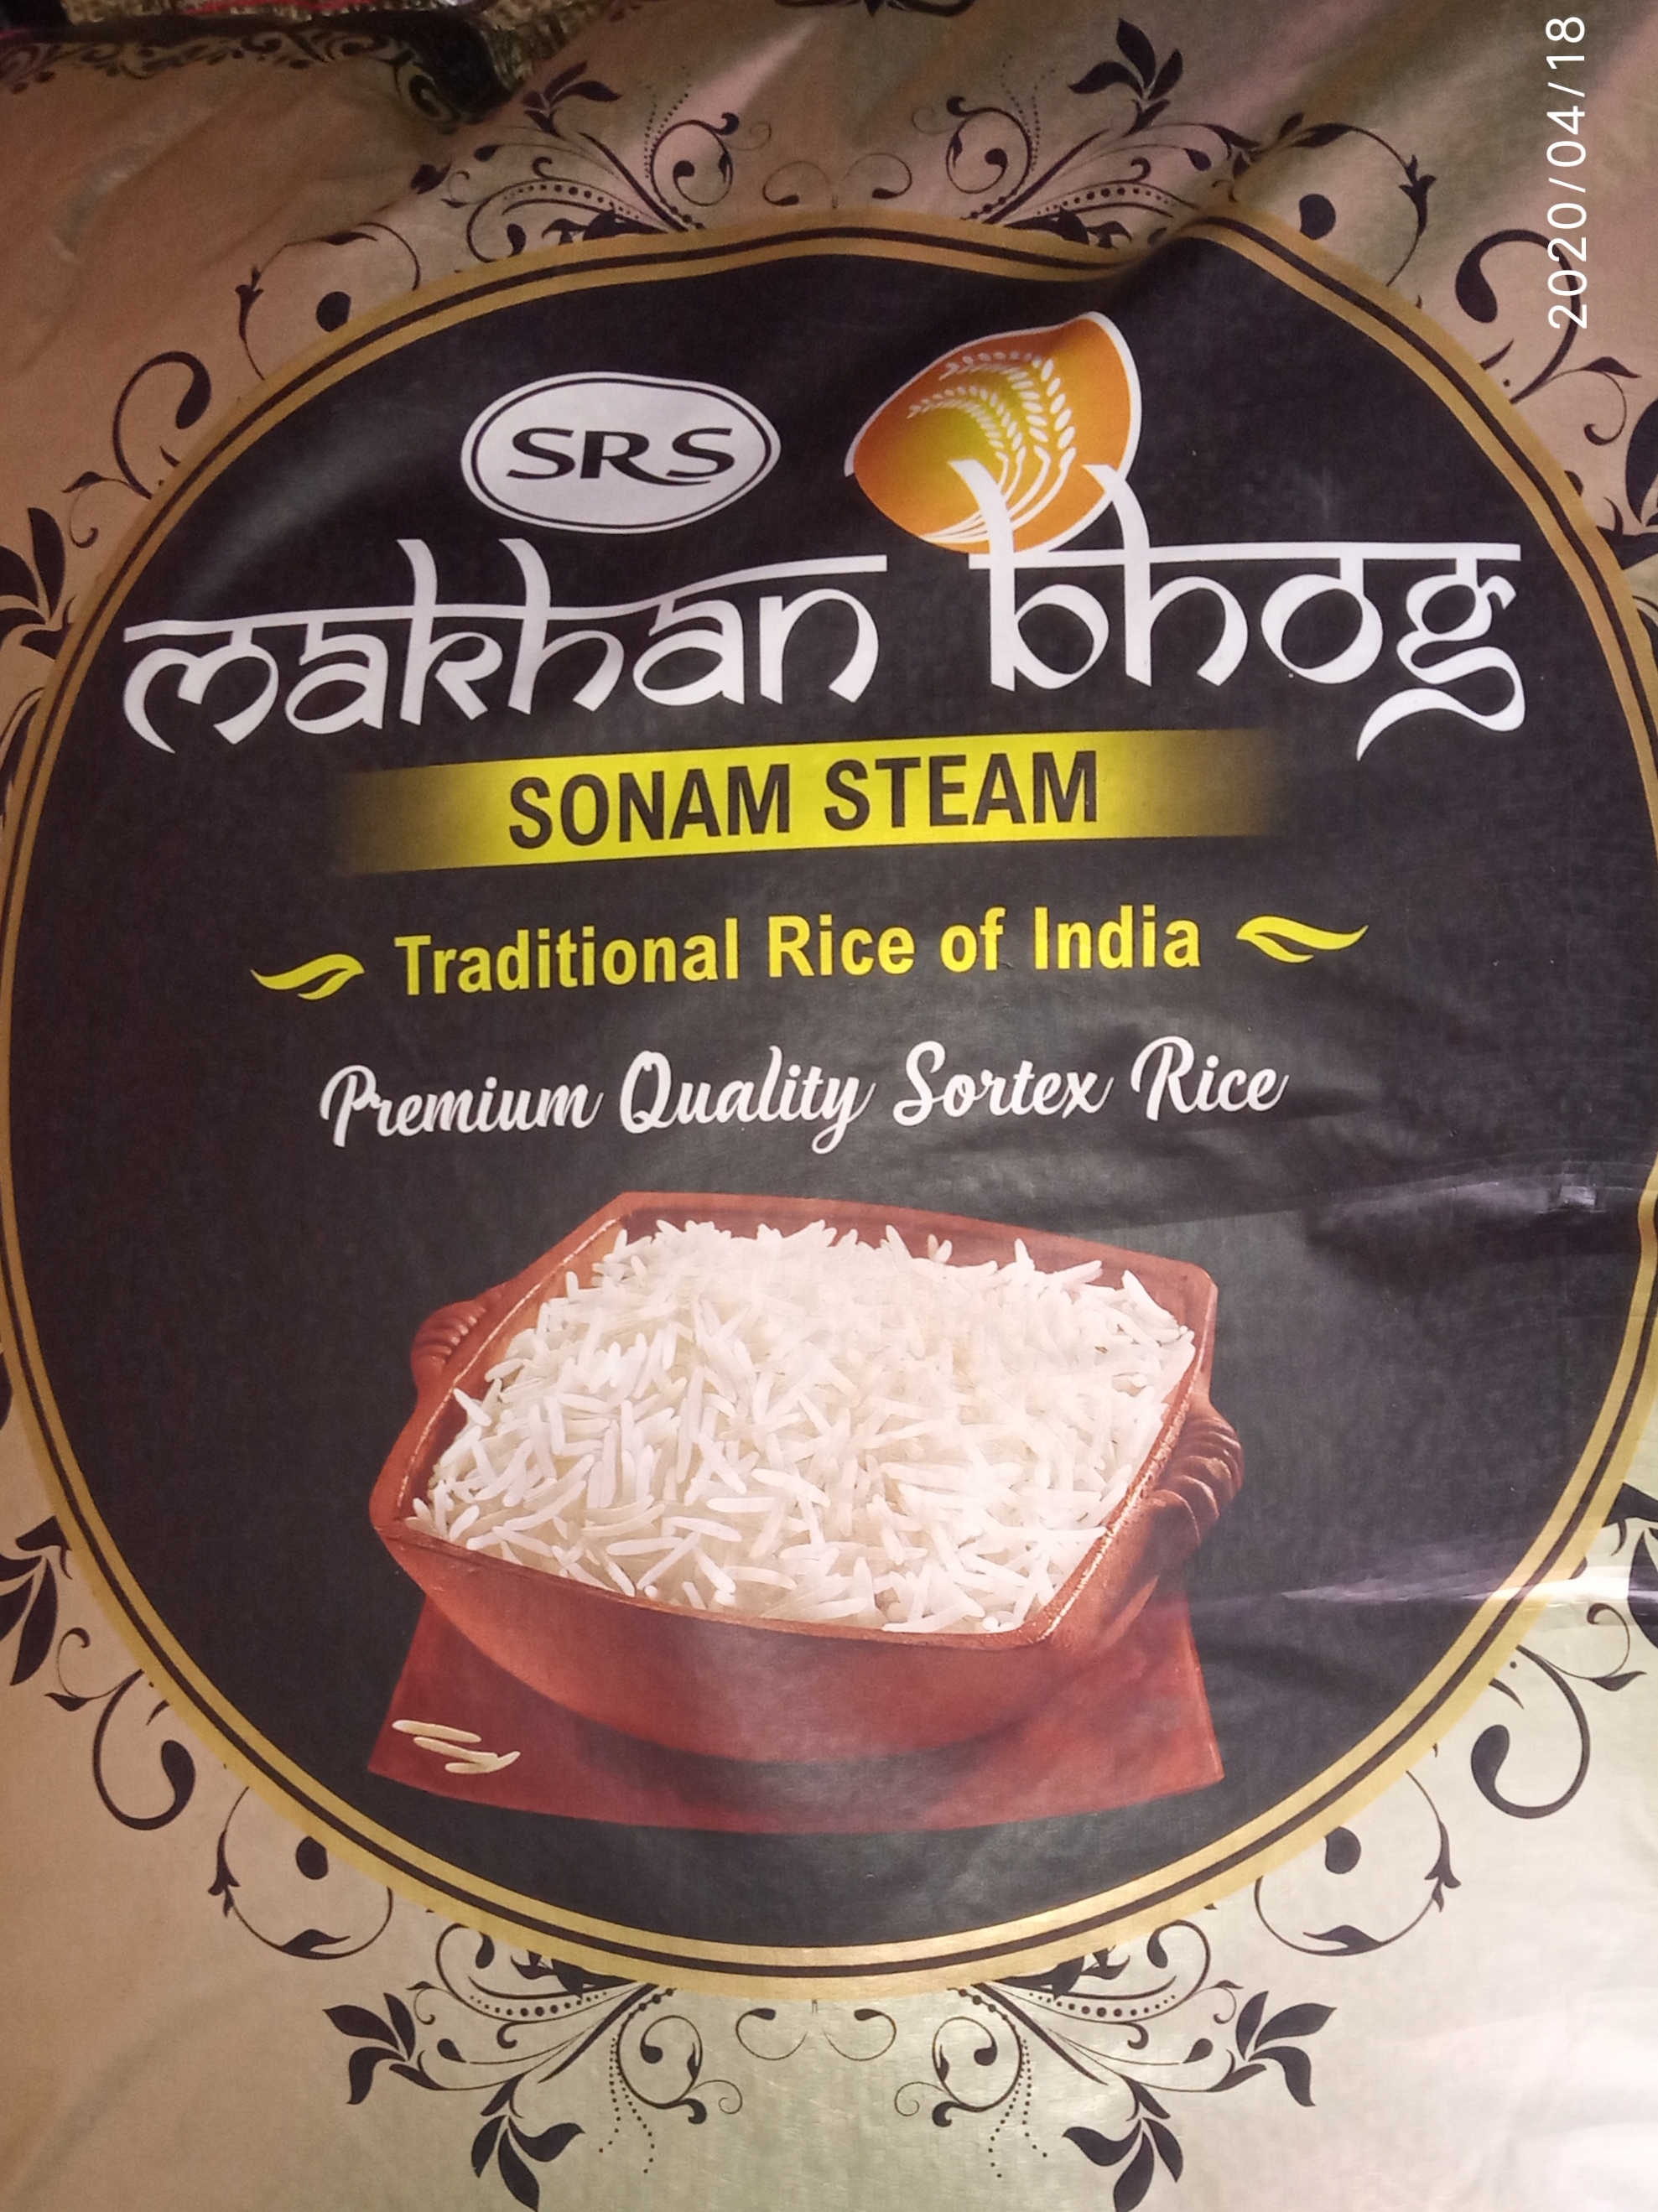 2020/04/18
SRS
makhan bhog
SONAM STEAM
Traditional Rice of India
Premium Quality Sortex Rice